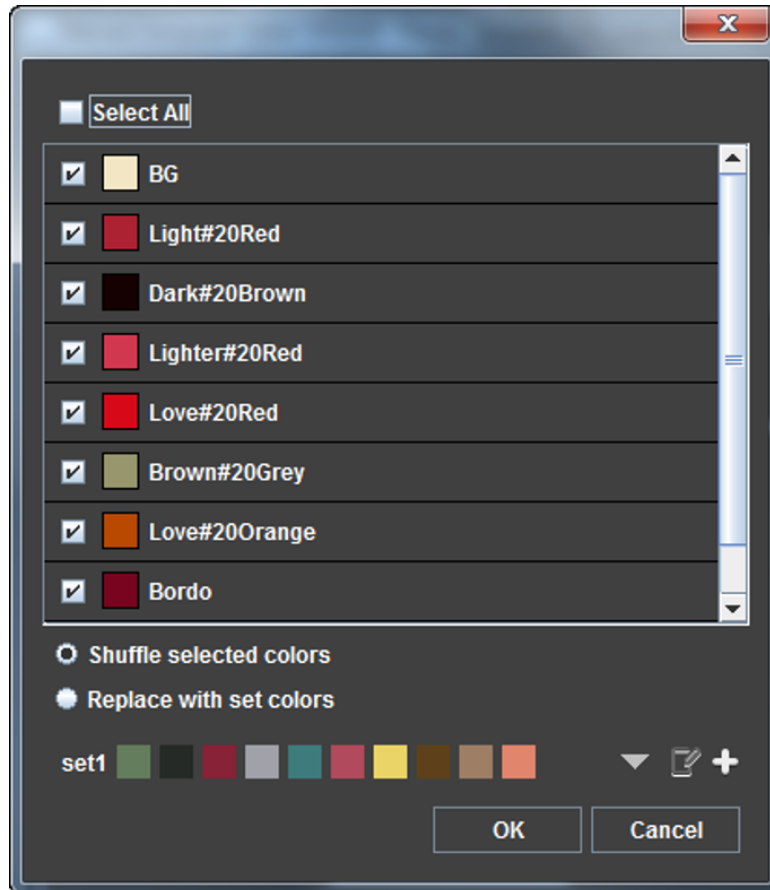 Select All
BG
Light#20Red
Dark#20Brown
Lighter#20Red
Love#20Red
Brown#20Grey
Love#20Orange
Bordo
Shuffle selected colors
Replace with set colors
set1
OK Cancel